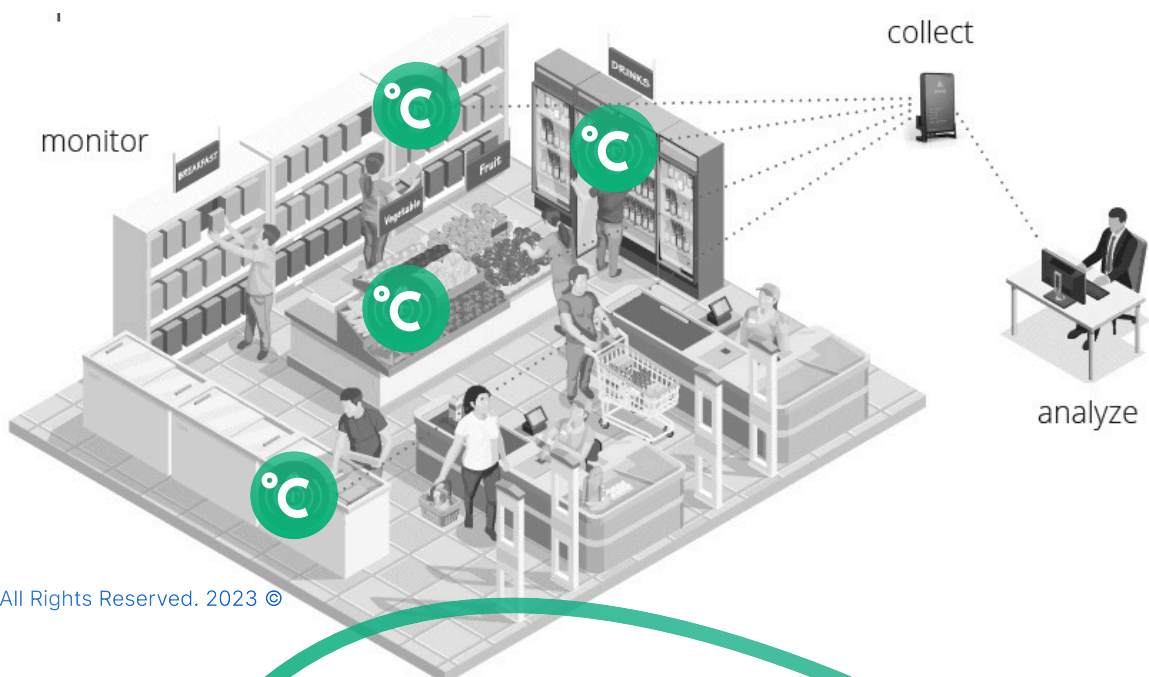 collect
DRINKS
°C
monitor
°C
BREAKFAST
Fruit
Vegetable
°C
analyze
°C
All Rights Reserved. 2023 ©